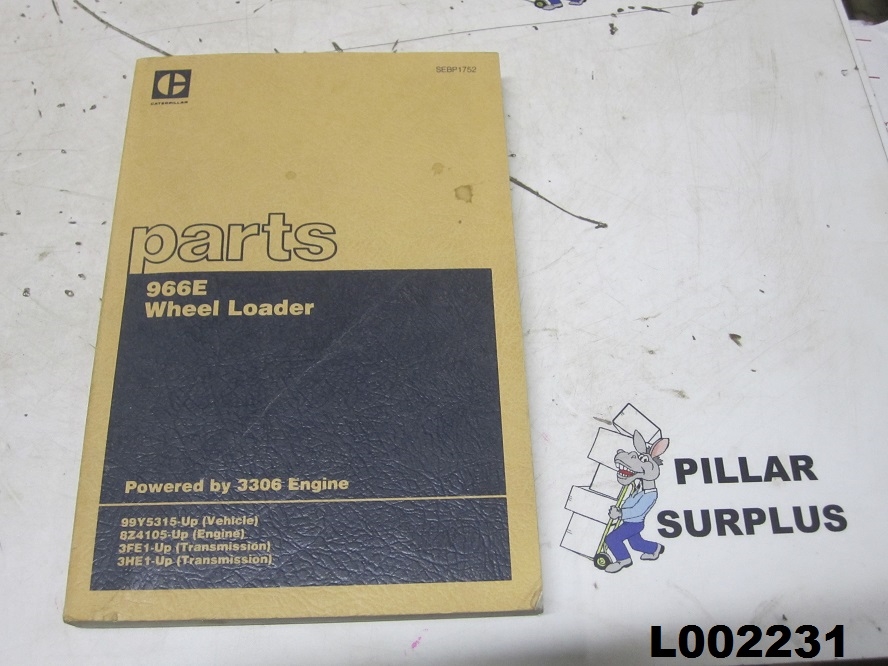 CATERPILLAR
SEBP1752
parts
966E
Wheel Loader
Powered by 3306 Engine
99Y5315-Up (Vehicle)
8Z4105-Up (Engine)
3FE1-Up (Transmission)
3HE1-Up (Transmission)
PILLAR
SURPLUS
L002231